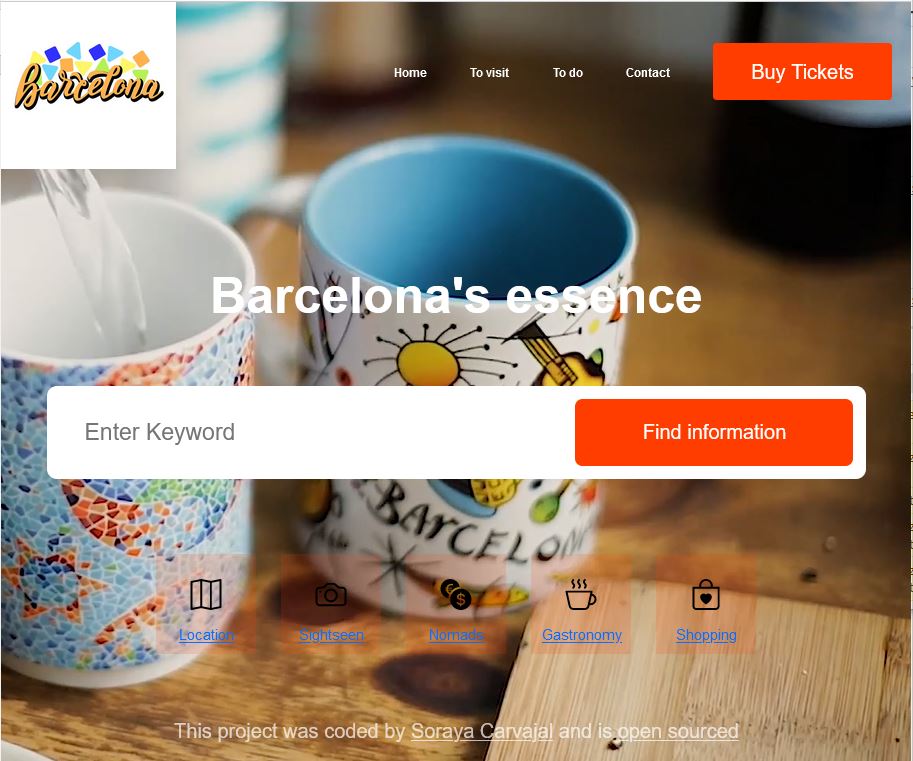 Barcelona
Home
To visit
To do
Contact
Buy Tickets
Barcelona's essence
Enter Keyword
Find information
BARCELONA
€
$
Location
Sightseen
Nomads
Gastronomy
Shopping
This project was coded by Soraya Carvajal and is open sourced